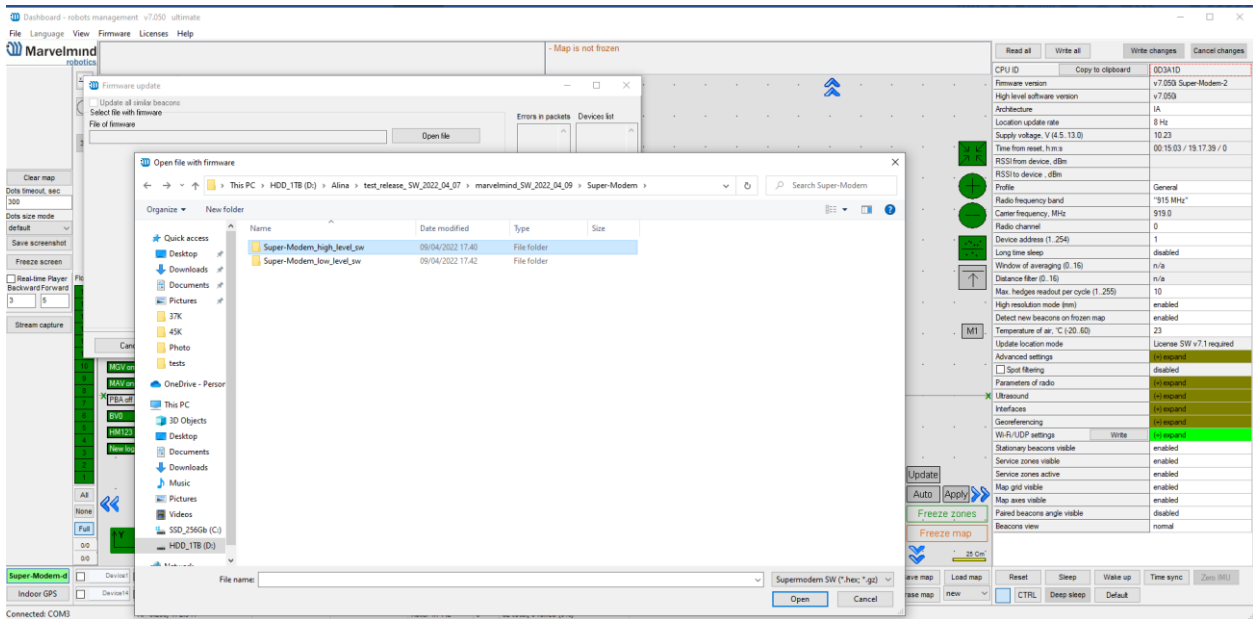 Dashboard - robots management v7.050 ultimate
File Language View Firmware Licenses Help
Marvelmind
robotics
- Map is not frozen
Read all Write all Write changes Cancel changes
Firmware update
Update all similar beacons
Select file with firmware
File of firmware
Open file
Errors in packets Devices list
Open file with firmware
This PC > HDD_1TB (D:) > Alina > test_release_SW_2022_04_07 > marvelmind_SW_2022_04_09 > Super-Modem >
Search Super-Modem
Organize New folder
Name Date modified Type Size
Super-Modem_high_level_sw 09/04/2022 17.40 File folder
Super-Modem_low_level_sw 09/04/2022 17.42 File folder
Quick access
Desktop
Downloads
Documents
Pictures
37K
45K
Photo
tests
OneDrive - Person
This PC
3D Objects
Desktop
Documents
Downloads
Music
Pictures
Videos
SSD_256Gb (C:)
HDD_1TB (D:)
File name:
Supermodem SW (*.hex; *.gz)
Open Cancel
Clear map
Dots timeout, sec
300
Dots size mode
default
Save screenshot
Freeze screen
Real-time Player
Backward Forward
3 5
Stream capture
Canc
10
9
8
7
6
5
4
3
2
1
MGV on
MAV on
PBA off
BV0
HM123
New log
All
None
Full
0/0
0/0
Y
Super-Modem-d
Device1
Indoor GPS
Device14
Connected: COM3
M1
Update
Auto Apply
Freeze zones
Freeze map
25 Cm
ave map Load map
rase map new
CPU ID Copy to clipboard 0D3A1D
Firmware version v7.050i Super-Modem-2
High level software version v7.050i
Architecture IA
Location update rate 8 Hz
Supply voltage, V (4.5..13.0) 10.23
Time from reset, h:m:s 00:15:03 / 19.17.39 / 0
RSSI from device, dBm
RSSI to device , dBm
Profile General
Radio frequency band "915 MHz"
Carrier frequency, MHz 919.0
Radio channel 0
Device address (1..254) 1
Long time sleep disabled
Window of averaging (0..16) n/a
Distance filter (0..16) n/a
Max. hedges readout per cycle (1..255) 10
High resolution mode (mm) enabled
Detect new beacons on frozen map enabled
Temperature of air, °C (-20..60) 23
Update location mode License SW v7.1 required
Advanced settings (+) expand
Spot filtering disabled
Parameters of radio (+) expand
Ultrasound (+) expand
Interfaces (+) expand
Georeferencing (+) expand
Wi-Fi/UDP settings Write (+) expand
Stationary beacons visible enabled
Service zones visible enabled
Service zones active enabled
Map grid visible enabled
Map axes visible enabled
Paired beacons angle visible disabled
Beacons view normal
Reset Sleep Wake up Time sync Zero IMU
CTRL Deep sleep Default